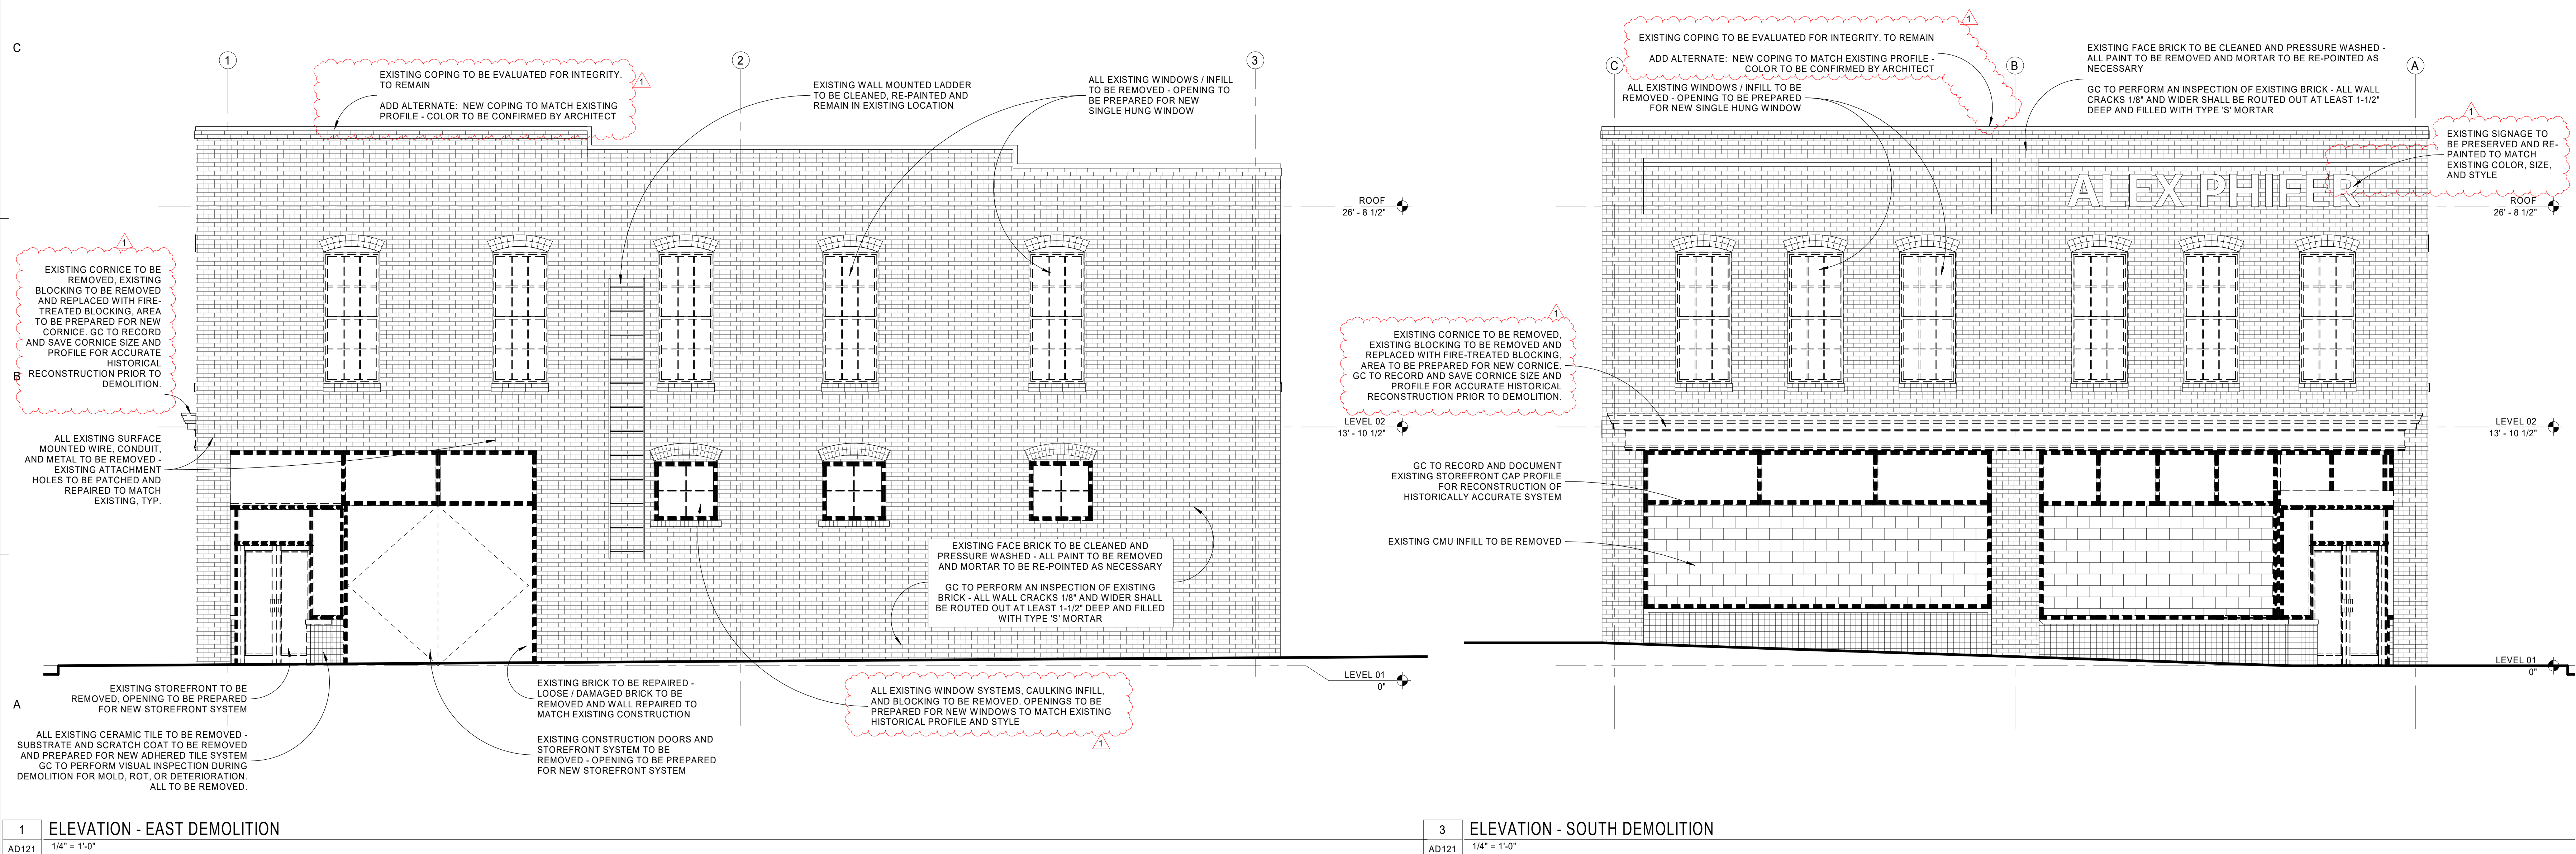 C
1
2
3
EXISTING COPING TO BE EVALUATED FOR INTEGRITY.
TO REMAIN
ADD ALTERNATE: NEW COPING TO MATCH EXISTING
PROFILE - COLOR TO BE CONFIRMED BY ARCHITECT
1
EXISTING WALL MOUNTED LADDER
TO BE CLEANED, RE-PAINTED AND
REMAIN IN EXISTING LOCATION
ALL EXISTING WINDOWS / INFILL
TO BE REMOVED - OPENING TO
BE PREPARED FOR NEW
SINGLE HUNG WINDOW
ROOF
26' - 8 1/2"
1
EXISTING CORNICE TO BE
REMOVED, EXISTING
BLOCKING TO BE REMOVED
AND REPLACED WITH FIRE-
TREATED BLOCKING, AREA
TO BE PREPARED FOR NEW
CORNICE. GC TO RECORD
AND SAVE CORNICE SIZE AND
PROFILE FOR ACCURATE
HISTORICAL
RECONSTRUCTION PRIOR TO
DEMOLITION.
B
LEVEL 02
13' - 10 1/2"
ALL EXISTING SURFACE
MOUNTED WIRE, CONDUIT,
AND METAL TO BE REMOVED -
EXISTING ATTACHMENT
HOLES TO BE PATCHED AND
REPAIRED TO MATCH
EXISTING, TYP.
EXISTING FACE BRICK TO BE CLEANED AND
PRESSURE WASHED - ALL PAINT TO BE REMOVED
AND MORTAR TO BE RE-POINTED AS NECESSARY
GC TO PERFORM AN INSPECTION OF EXISTING
BRICK - ALL WALL CRACKS 1/8" AND WIDER SHALL
BE ROUTED OUT AT LEAST 1-1/2" DEEP AND FILLED
WITH TYPE 'S' MORTAR
LEVEL 01
0"
A
EXISTING STOREFRONT TO BE
REMOVED, OPENING TO BE PREPARED
FOR NEW STOREFRONT SYSTEM
ALL EXISTING CERAMIC TILE TO BE REMOVED -
SUBSTRATE AND SCRATCH COAT TO BE REMOVED
AND PREPARED FOR NEW ADHERED TILE SYSTEM
GC TO PERFORM VISUAL INSPECTION DURING
DEMOLITION FOR MOLD, ROT, OR DETERIORATION.
ALL TO BE REMOVED.
EXISTING BRICK TO BE REPAIRED -
LOOSE / DAMAGED BRICK TO BE
REMOVED AND WALL REPAIRED TO
MATCH EXISTING CONSTRUCTION
EXISTING CONSTRUCTION DOORS AND
STOREFRONT SYSTEM TO BE
REMOVED - OPENING TO BE PREPARED
FOR NEW STOREFRONT SYSTEM
ALL EXISTING WINDOW SYSTEMS, CAULKING INFILL,
AND BLOCKING TO BE REMOVED. OPENINGS TO BE
PREPARED FOR NEW WINDOWS TO MATCH EXISTING
HISTORICAL PROFILE AND STYLE
1
1
AD121
ELEVATION - EAST DEMOLITION
1/4" = 1'-0"
C
B
A
1
EXISTING COPING TO BE EVALUATED FOR INTEGRITY. TO REMAIN
ADD ALTERNATE: NEW COPING TO MATCH EXISTING PROFILE -
COLOR TO BE CONFIRMED BY ARCHITECT
ALL EXISTING WINDOWS / INFILL TO BE
REMOVED - OPENING TO BE PREPARED
FOR NEW SINGLE HUNG WINDOW
EXISTING FACE BRICK TO BE CLEANED AND PRESSURE WASHED -
ALL PAINT TO BE REMOVED AND MORTAR TO BE RE-POINTED AS
NECESSARY
GC TO PERFORM AN INSPECTION OF EXISTING BRICK - ALL WALL
CRACKS 1/8" AND WIDER SHALL BE ROUTED OUT AT LEAST 1-1/2"
DEEP AND FILLED WITH TYPE 'S' MORTAR
1
EXISTING SIGNAGE TO
BE PRESERVED AND RE-
PAINTED TO MATCH
EXISTING COLOR, SIZE,
AND STYLE
ALEX PHIFER
ROOF
26' - 8 1/2"
1
EXISTING CORNICE TO BE REMOVED,
EXISTING BLOCKING TO BE REMOVED AND
REPLACED WITH FIRE-TREATED BLOCKING,
AREA TO BE PREPARED FOR NEW CORNICE.
GC TO RECORD AND SAVE CORNICE SIZE AND
PROFILE FOR ACCURATE HISTORICAL
RECONSTRUCTION PRIOR TO DEMOLITION.
LEVEL 02
13' - 10 1/2"
GC TO RECORD AND DOCUMENT
EXISTING STOREFRONT CAP PROFILE
FOR RECONSTRUCTION OF
HISTORICALLY ACCURATE SYSTEM
EXISTING CMU INFILL TO BE REMOVED
LEVEL 01
0"
3
AD121
ELEVATION - SOUTH DEMOLITION
1/4" = 1'-0"